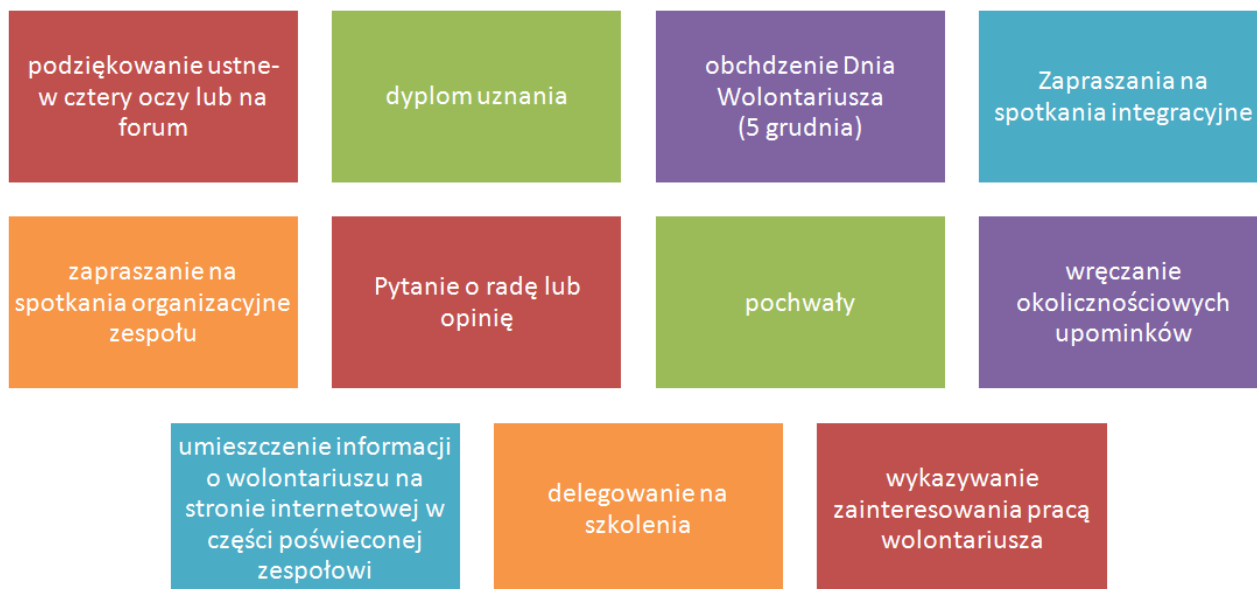 podziękowanie ustne-
w cztery oczy lub na
forum
dyplom uznania
obchdzenie Dnia
Wolontariusza
(5 grudnia)
Zapraszania na
spotkania integracyjne
zapraszanie na
spotkania organizacyjne
zespołu
Pytanie o radę lub
opinię
pochwały
wręczanie
okolicznościowych
upominków
umieszczenie informacji
o wolontariuszu na
stronie internetowej w
części poświeconej
zespołowi
delegowanie na
szkolenia
wykazywanie
zainteresowania pracą
wolontariusza